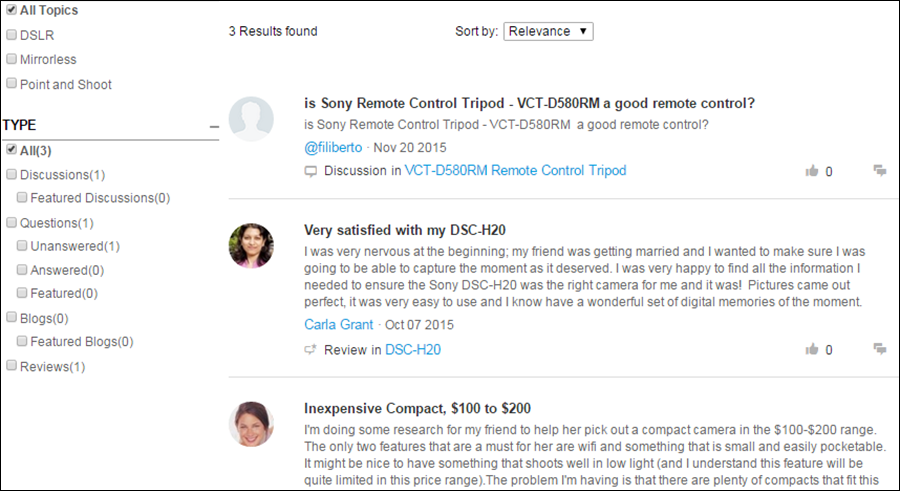 All Topics
DSLR
Mirrorless
Point and Shoot
TYPE
All(3)
Discussions(1)
Featured Discussions(0)
Questions(1)
Unanswered(1)
Answered(0)
Featured(0)
Blogs(0)
Featured Blogs(0)
Reviews(1)
3 Results found
Sort by: Relevance
is Sony Remote Control Tripod - VCT-D580RM a good remote control?
is Sony Remote Control Tripod - VCT-D580RM  a good remote control?
@filiberto · Nov 20 2015
Discussion in VCT-D580RM Remote Control Tripod
0
Very satisfied with my DSC-H20
I was very nervous at the beginning; my friend was getting married and I wanted to make sure I was
going to be able to capture the moment as it deserved. I was very happy to find all the information I
needed to ensure the Sony DSC-H20 was the right camera for me and it was!  Pictures came out
perfect, it was very easy to use and I know have a wonderful set of digital memories of the moment.
Carla Grant · Oct 07 2015
Review in DSC-H20
0
Inexpensive Compact, $100 to $200
I'm doing some research for my friend to help her pick out a compact camera in the $100-$200 range.
The only two features that are a must for her are wifi and something that is small and easily pocketable.
It might be nice to have something that shoots well in low light (and I understand this feature will be
quite limited in this price range).The problem I'm having is that there are plenty of compacts that fit this